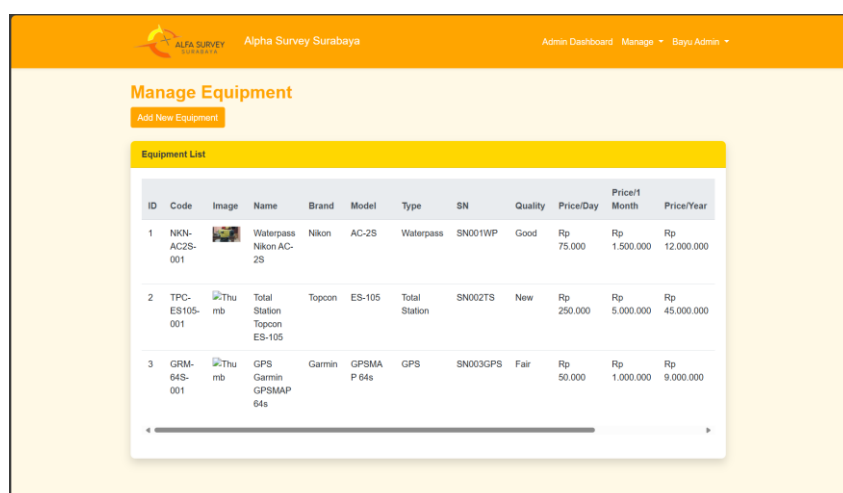 ALFA SURVEY
SURABAYA
Alpha Survey Surabaya
Admin Dashboard Manage Bayu Admin
Manage Equipment
Add New Equipment
Equipment List
ID Code Image Name Brand Model Type SN Quality Price/Day Price/1 Month Price/Year
1 NKN-AC2S-001 Waterpass Nikon AC-2S Nikon AC-2S Waterpass SN001WP Good Rp 75.000 Rp 1.500.000 Rp 12.000.000
2 TPC-ES105-001 Thumb Total Station Topcon ES-105 Topcon ES-105 Total Station SN002TS New Rp 250.000 Rp 5.000.000 Rp 45.000.000
3 GRM-64S-001 Thumb GPS Garmin GPSMAP 64s Garmin GPSMAP 64s GPS SN003GPS Fair Rp 50.000 Rp 1.000.000 Rp 9.000.000